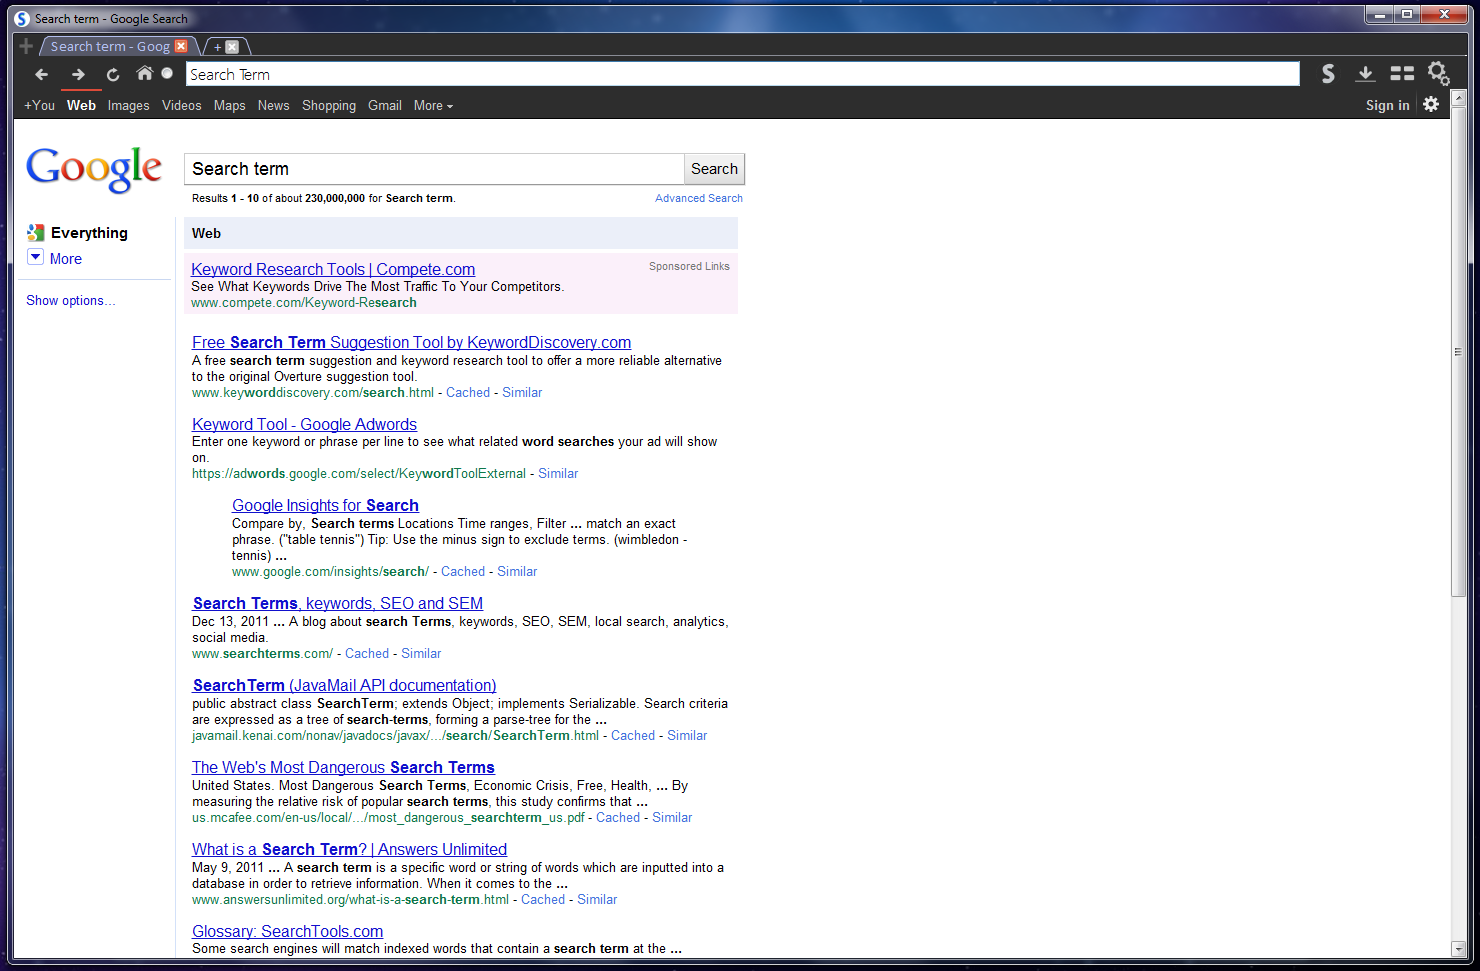 Search term - Google Search
Search term - Goog
+
Search Term
+You Web Images Videos Maps News Shopping Gmail More
Sign in
Google
Search term
Search
Results 1 - 10 of about 230,000,000 for Search term.
Advanced Search
Everything
More
Show options...
Web
Keyword Research Tools | Compete.com
Sponsored Links
See What Keywords Drive The Most Traffic To Your Competitors.
www.compete.com/Keyword-Research
Free Search Term Suggestion Tool by KeywordDiscovery.com
A free search term suggestion and keyword research tool to offer a more reliable alternative
to the original Overture suggestion tool.
www.keyworddiscovery.com/search.html - Cached - Similar
Keyword Tool - Google Adwords
Enter one keyword or phrase per line to see what related word searches your ad will show
on.
https://adwords.google.com/select/KeywordToolExternal - Similar
Google Insights for Search
Compare by, Search terms Locations Time ranges, Filter ... match an exact
phrase. ("table tennis") Tip: Use the minus sign to exclude terms. (wimbledon -
tennis) ...
www.google.com/insights/search/ - Cached - Similar
Search Terms, keywords, SEO and SEM
Dec 13, 2011 ... A blog about search Terms, keywords, SEO, SEM, local search, analytics,
social media.
www.searchterms.com/ - Cached - Similar
SearchTerm (JavaMail API documentation)
public abstract class SearchTerm; extends Object; implements Serializable. Search criteria
are expressed as a tree of search-terms, forming a parse-tree for the ...
javamail.kenai.com/nonav/javadocs/javax/.../search/SearchTerm.html - Cached - Similar
The Web's Most Dangerous Search Terms
United States. Most Dangerous Search Terms, Economic Crisis, Free, Health, ... By
measuring the relative risk of popular search terms, this study confirms that ...
us.mcafee.com/en-us/local/.../most_dangerous_searchterm_us.pdf - Cached - Similar
What is a Search Term? | Answers Unlimited
May 9, 2011 ... A search term is a specific word or string of words which are inputted into a
database in order to retrieve information. When it comes to the ...
www.answersunlimited.org/what-is-a-search-term.html - Cached - Similar
Glossary: SearchTools.com
Some search engines will match indexed words that contain a search term at the ...